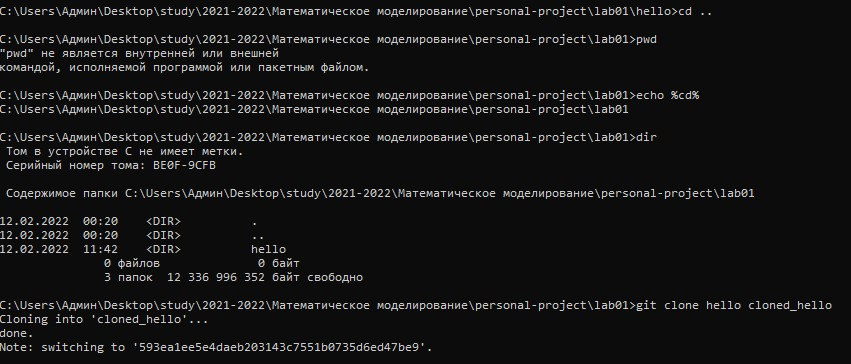 C:\Users\Админ\Desktop\study\2021-2022\Математическое моделирование\personal-project\lab01\hello>cd ..
C:\Users\Админ\Desktop\study\2021-2022\Математическое моделирование\personal-project\lab01>pwd
"pwd" не является внутренней или внешней
командой, исполняемой программой или пакетным файлом.
C:\Users\Админ\Desktop\study\2021-2022\Математическое моделирование\personal-project\lab01>echo %cd%
C:\Users\Админ\Desktop\study\2021-2022\Математическое моделирование\personal-project\lab01
C:\Users\Админ\Desktop\study\2021-2022\Математическое моделирование\personal-project\lab01>dir
Том в устройстве C не имеет метки.
Серийный номер тома: BE0F-9CFB
Содержимое папки C:\Users\Админ\Desktop\study\2021-2022\Математическое моделирование\personal-project\lab01
12.02.2022  00:20    <DIR>          .
12.02.2022  00:20    <DIR>          ..
12.02.2022  11:42    <DIR>          hello
0 файлов              0 байт
3 папок  12 336 996 352 байт свободно
C:\Users\Админ\Desktop\study\2021-2022\Математическое моделирование\personal-project\lab01>git clone hello cloned_hello
Cloning into 'cloned_hello'...
done.
Note: switching to '593ea1ee5e4daeb203143c7551b0735d6ed47be9'.